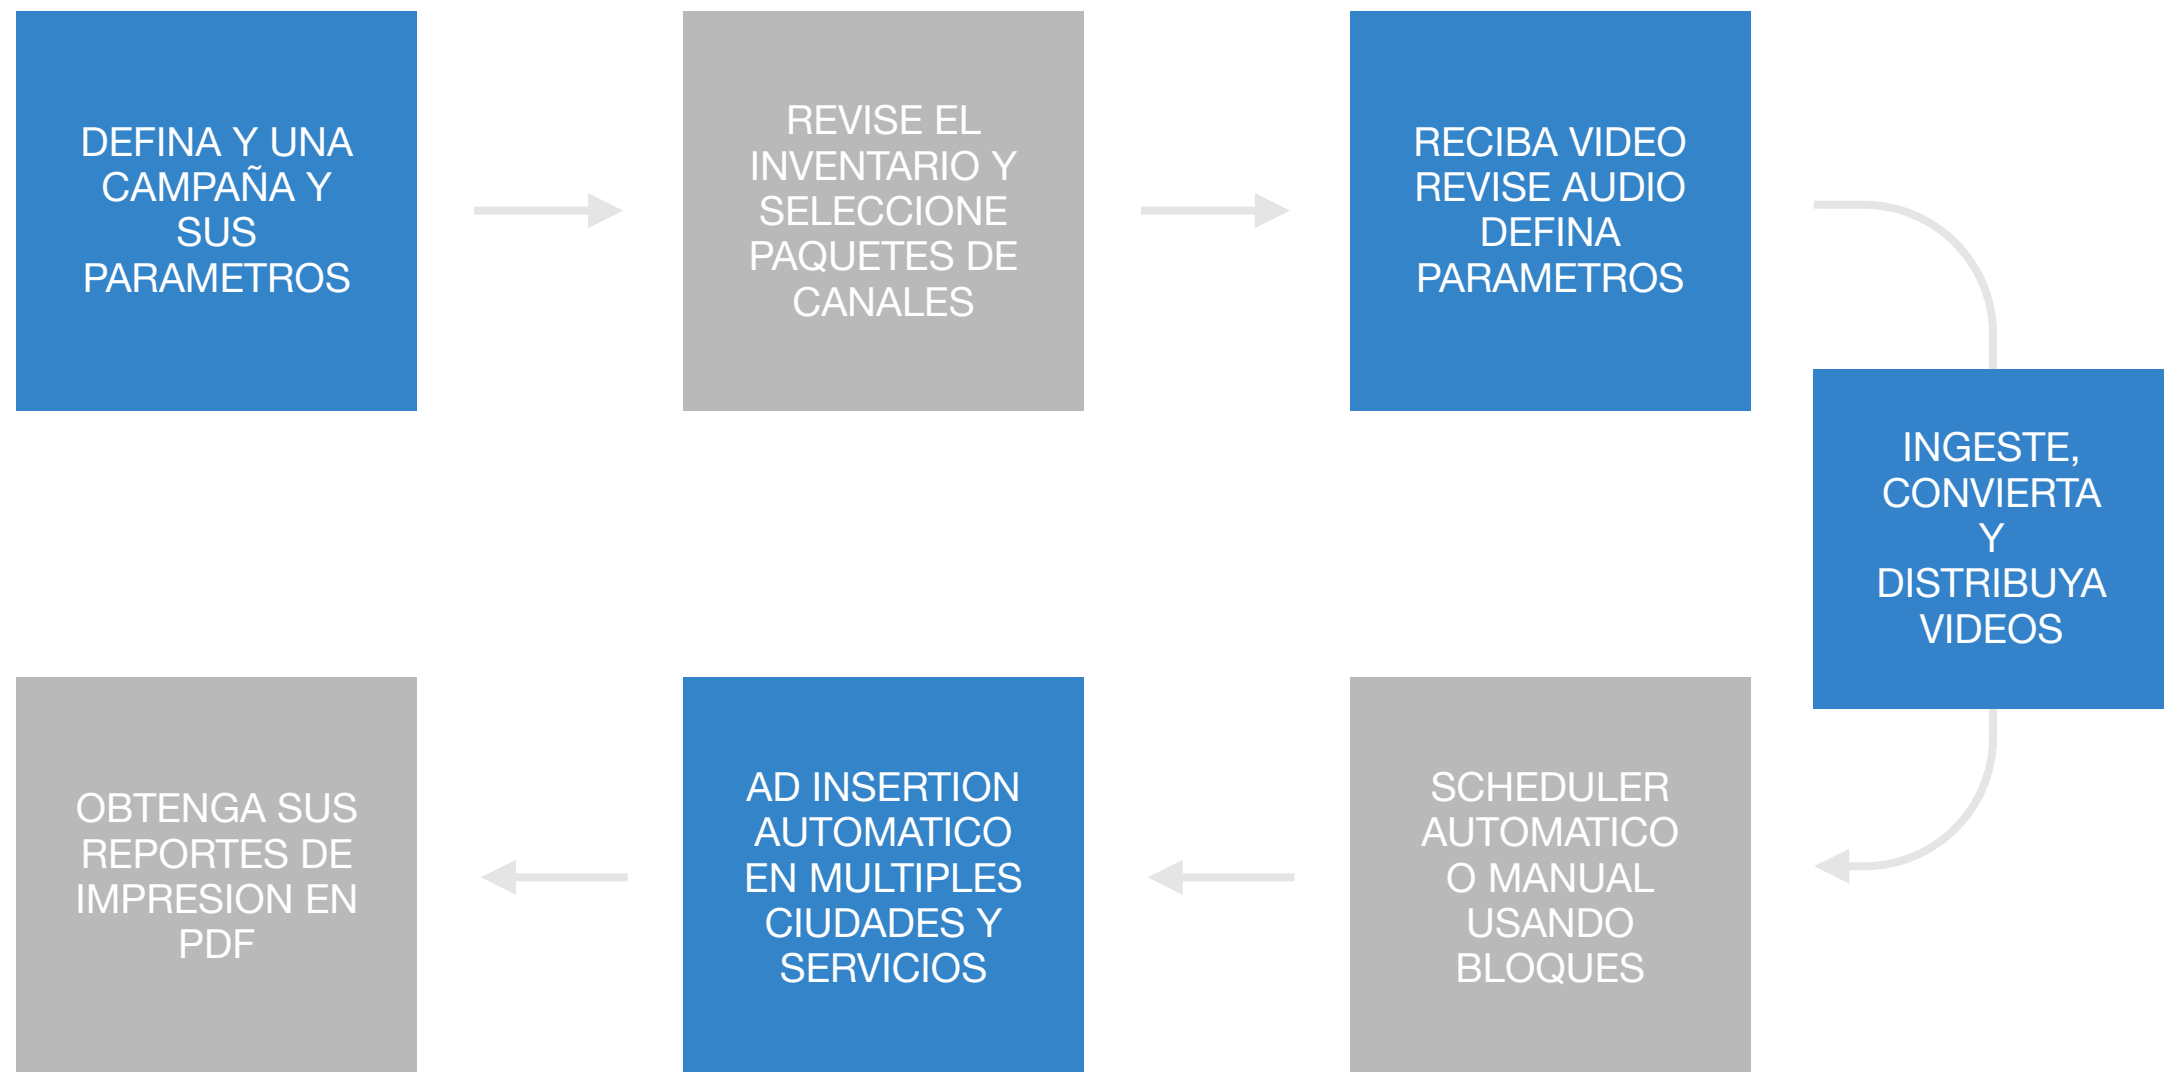 DEFINA Y UNA
CAMPAÑA Y
SUS
PARAMETROS
REVISE EL
INVENTARIO Y
SELECCIONE
PAQUETES DE
CANALES
RECIBA VIDEO
REVISE AUDIO
DEFINA
PARAMETROS
INGESTE,
CONVIERTA
Y
DISTRIBUYA
VIDEOS
SCHEDULER
AUTOMATICO
O MANUAL
USANDO
BLOQUES
AD INSERTION
AUTOMATICO
EN MULTIPLES
CIUDADES Y
SERVICIOS
OBTENGA SUS
REPORTES DE
IMPRESION EN
PDF